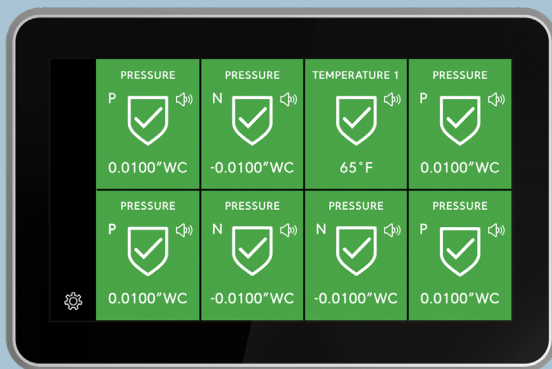 PRESSURE PRESSURE TEMPERATURE 1 PRESSURE
P N P
0.0100"WC -0.0100"WC 65°F 0.0100"WC
PRESSURE PRESSURE PRESSURE PRESSURE
P N N P
0.0100"WC -0.0100"WC -0.0100"WC 0.0100"WC